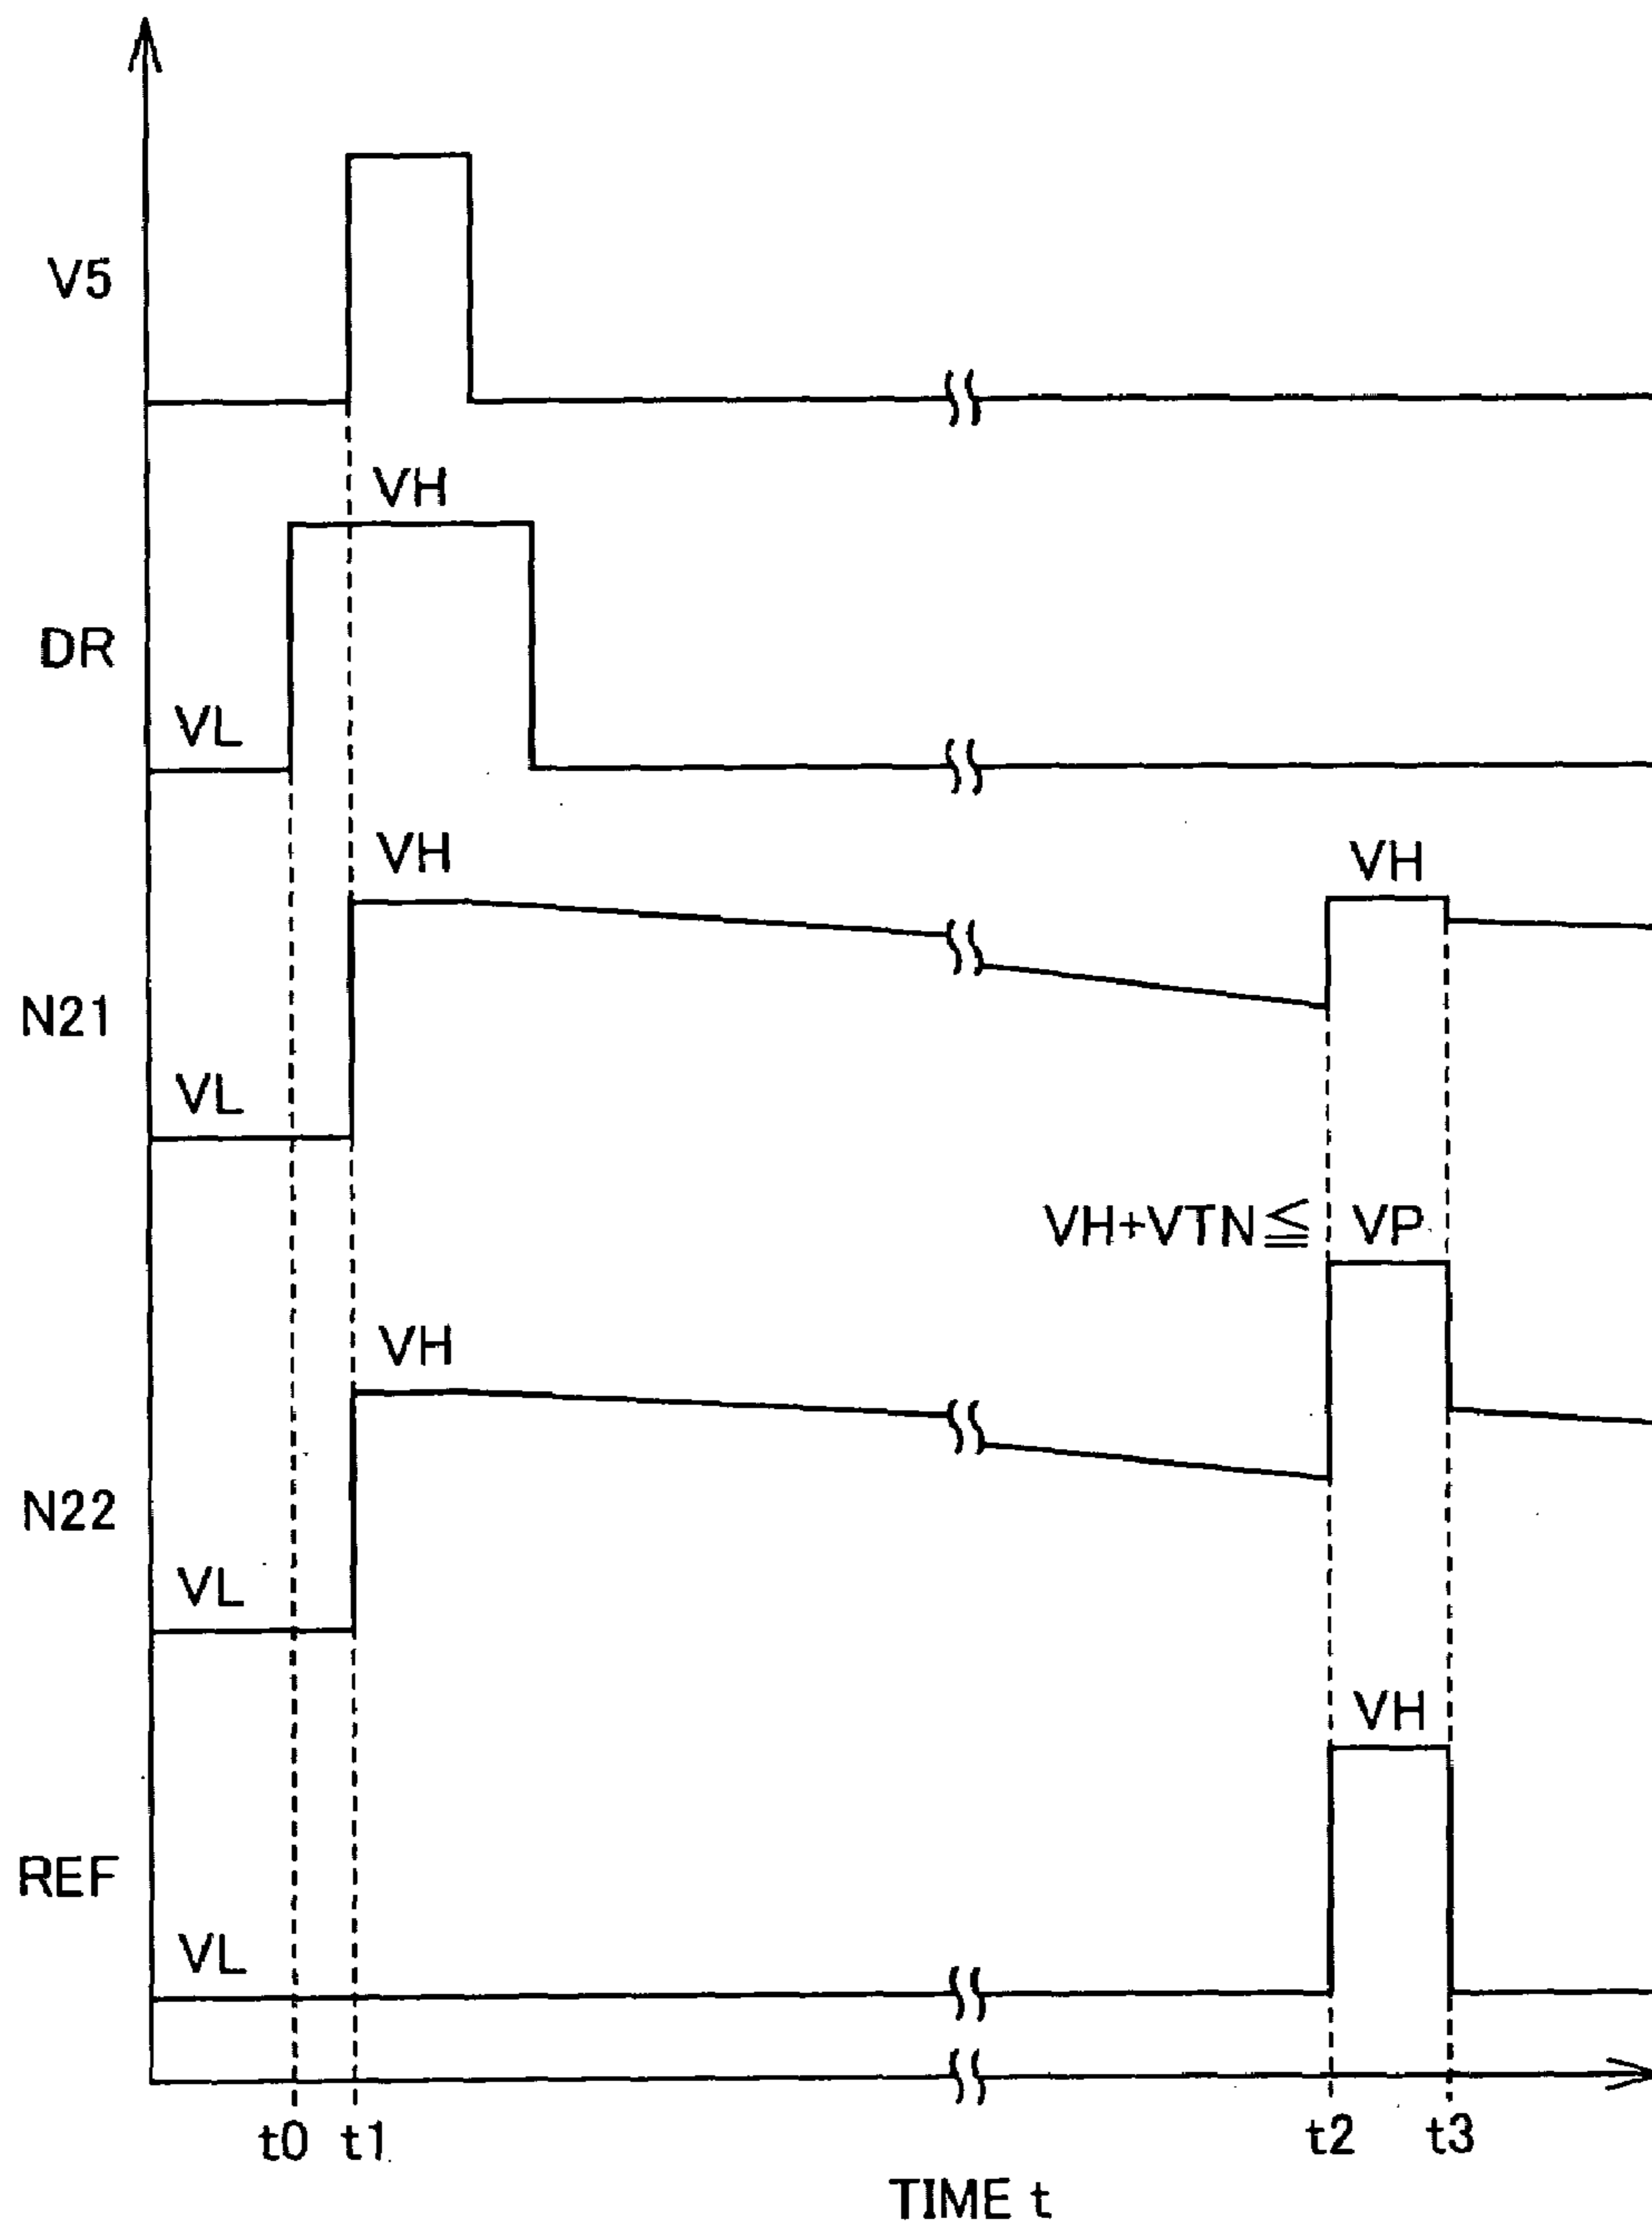 V5
VH
DR
VL
VH
VH
N21
VL
VH+VTN≦ VP
VH
N22
VL
VH
REF
VL
t0 t1 t2 t3
TIME t